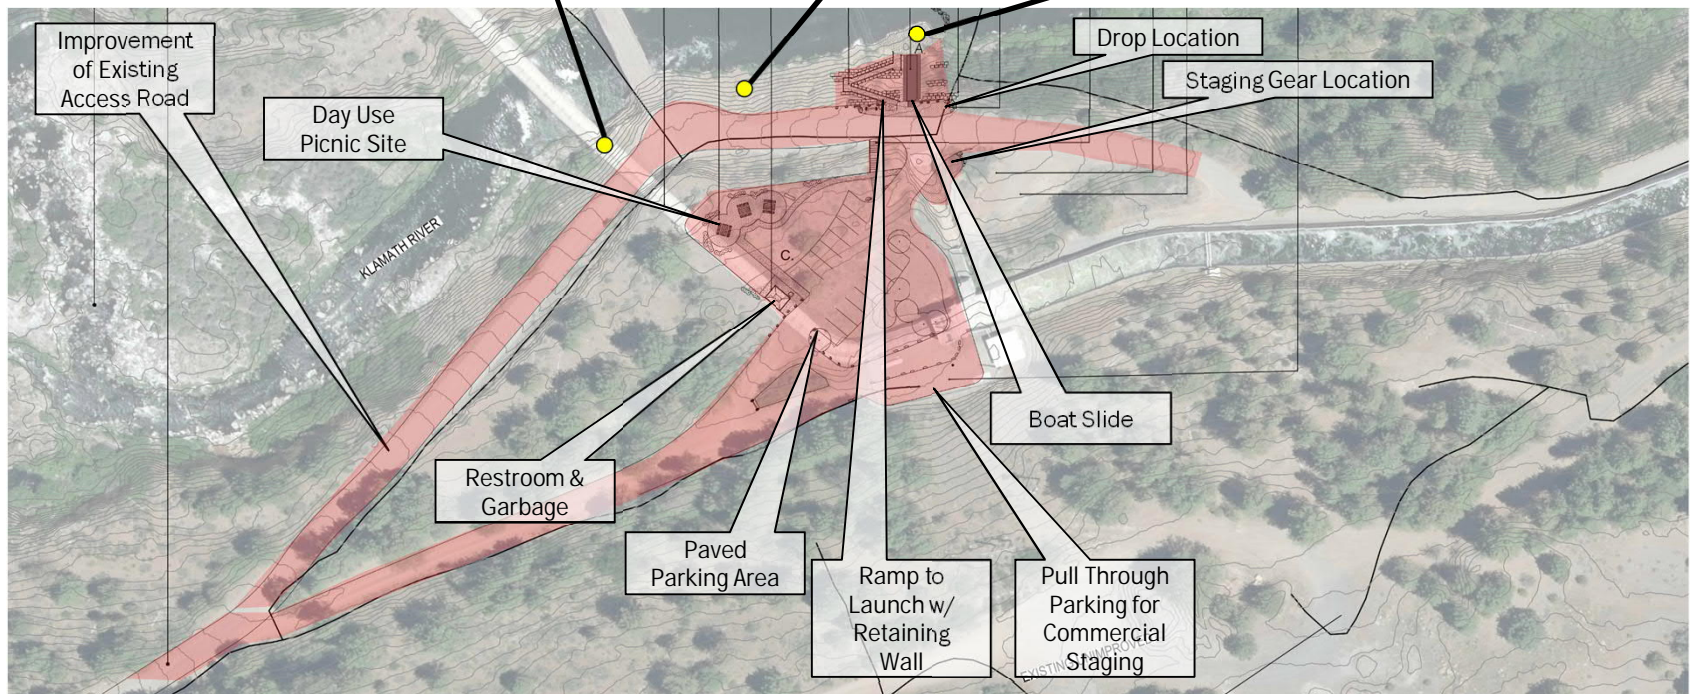 Improvement
of Existing
Access Road
Day Use
Picnic Site
Drop Location
Staging Gear Location
A
KLAMATH RIVER
C.
Boat Slide
Restroom &
Garbage
Paved
Parking Area
Ramp to
Launch w/
Retaining
Wall
Pull Through
Parking for
Commercial
Staging
EXISTING